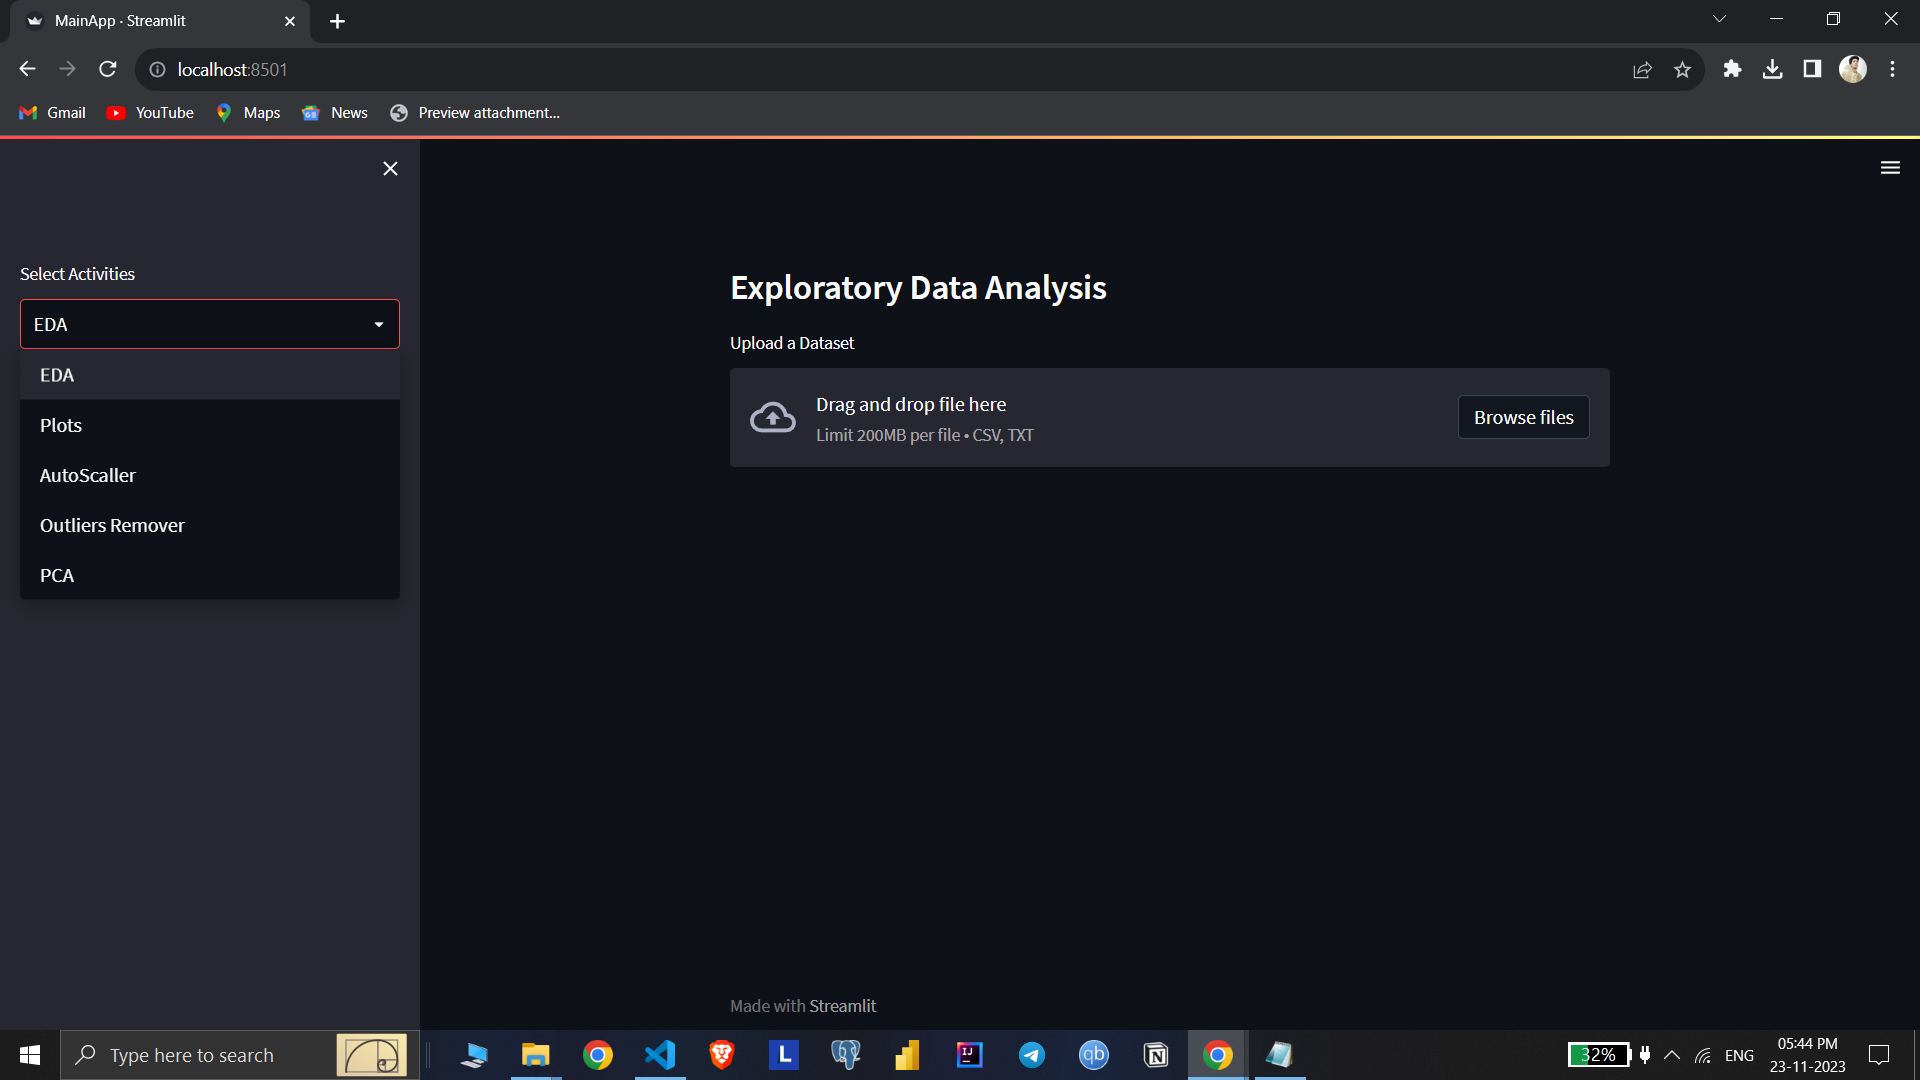 MainApp · Streamlit
localhost:8501
Gmail
YouTube
Maps
News
Preview attachment...
Select Activities
EDA
EDA
Plots
AutoScaller
Outliers Remover
PCA
Exploratory Data Analysis
Upload a Dataset
Drag and drop file here
Limit 200MB per file • CSV, TXT
Browse files
Made with Streamlit
Type here to search
L
IJ
qb
N
32%
ENG
05:44 PM
23-11-2023